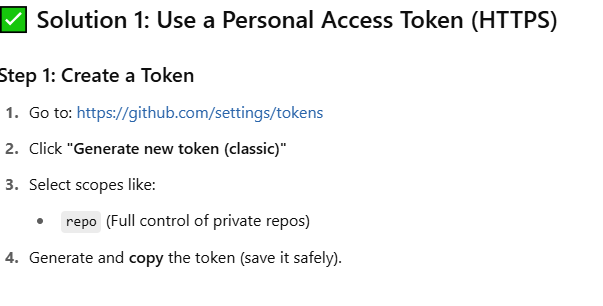 ✅ Solution 1: Use a Personal Access Token (HTTPS)
Step 1: Create a Token
1. Go to: https://github.com/settings/tokens
2. Click "Generate new token (classic)"
3. Select scopes like:
• repo (Full control of private repos)
4. Generate and copy the token (save it safely).